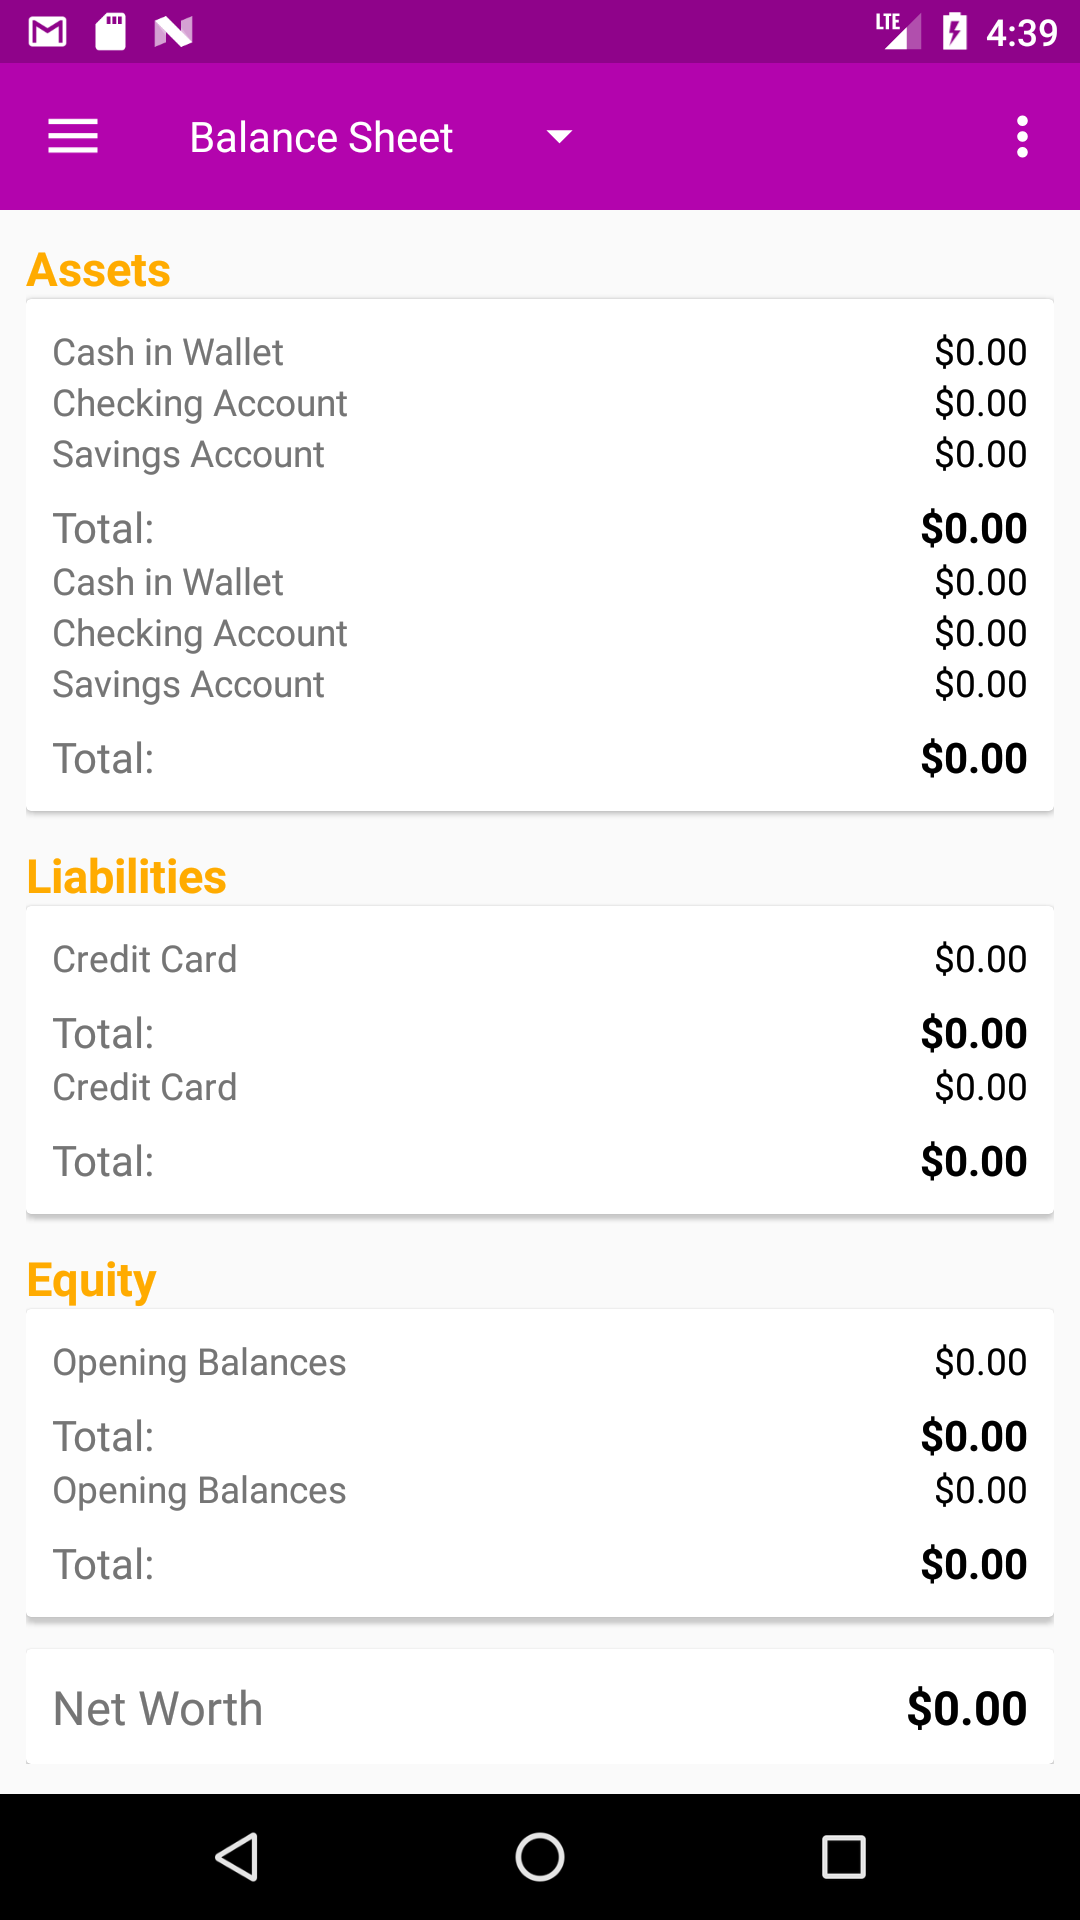 LTE 4:39
Balance Sheet
Assets
Cash in Wallet $0.00
Checking Account $0.00
Savings Account $0.00
Total: $0.00
Cash in Wallet $0.00
Checking Account $0.00
Savings Account $0.00
Total: $0.00
Liabilities
Credit Card $0.00
Total: $0.00
Credit Card $0.00
Total: $0.00
Equity
Opening Balances $0.00
Total: $0.00
Opening Balances $0.00
Total: $0.00
Net Worth $0.00